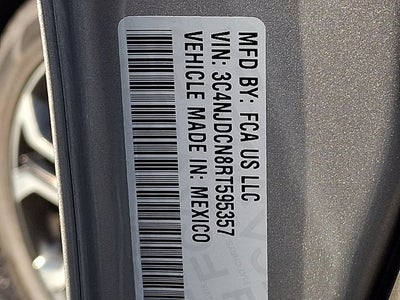 MFD BY: FCA US LLC
VIN: 3C4NJDCN8RT595357
VEHICLE MADE IN: MEXICO